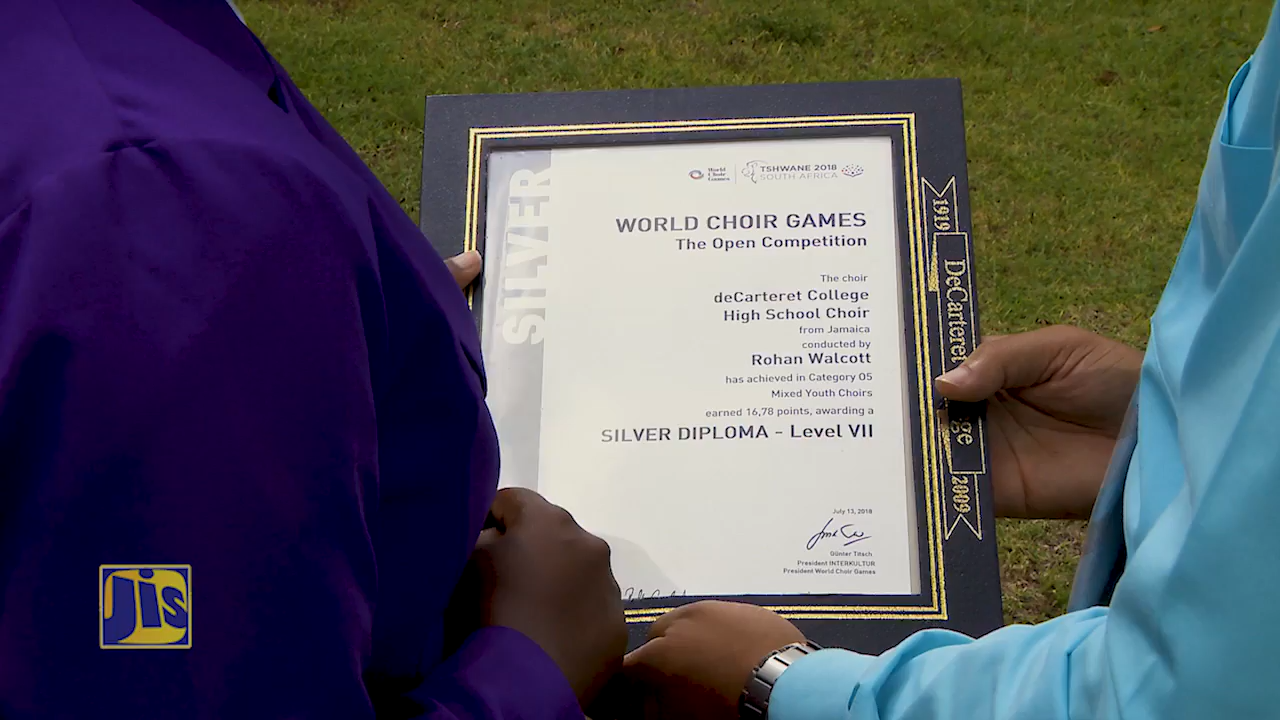 World
Choir
Games
TSHWANE 2018
SOUTH AFRICA
SILVER
WORLD CHOIR GAMES
The Open Competition
The choir
deCarteret College
High School Choir
from Jamaica
conducted by
Rohan Walcott
has achieved in Category O5
Mixed Youth Choirs
earned 16,78 points, awarding a
SILVER DIPLOMA - Level VII
July 13, 2018
Günter Titsch
President INTERKULTUR
President World Choir Games
1919
DeCarteret
ge
2009
JIS